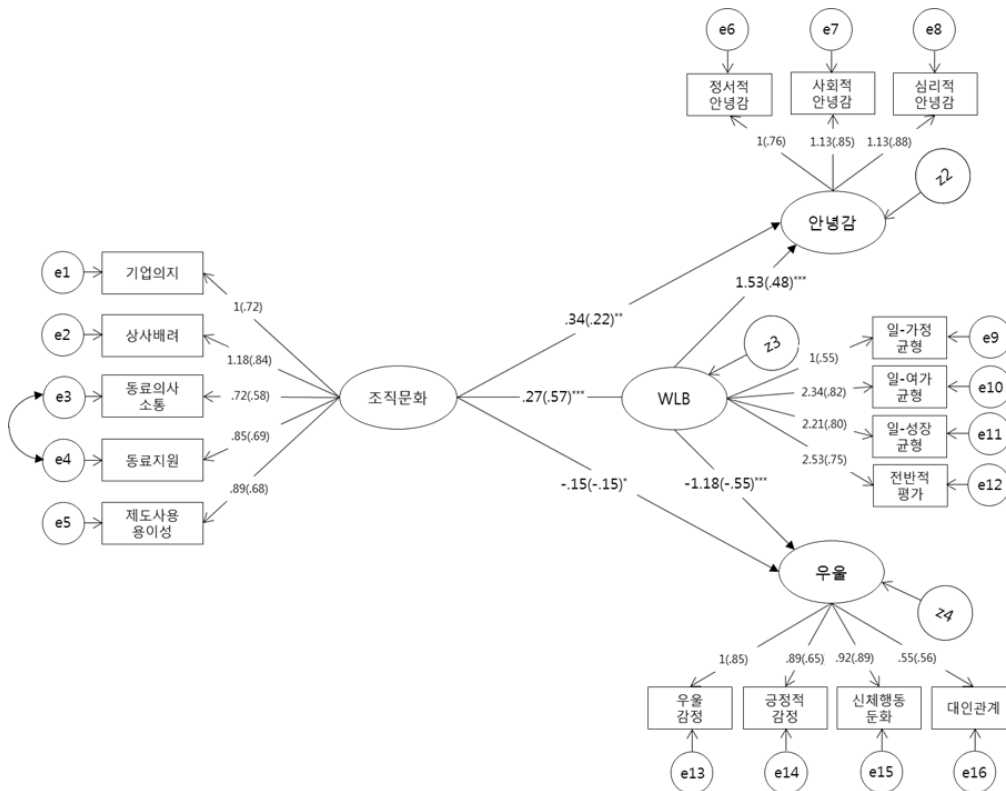 e6
e7
e8
정서적
안녕감
사회적
안녕감
심리적
안녕감
1(.76)
1.13(.85)
1.13(.88)
z2
안녕감
e1
기업의지
1(.72)
e2
상사배려
1.18(.84)
e3
동료의사
소통
.72(.58)
e4
동료지원
.85(.69)
e5
제도사용
용이성
.89(.68)
조직문화
.34(.22)**
.27(.57)***
-.15(-.15)*
1.53(.48)***
z3
WLB
-1.18(-.55)***
1(.55)
일-가정
균형
e9
2.34(.82)
일-여가
균형
e10
2.21(.80)
일-성장
균형
e11
2.53(.75)
전반적
평가
e12
우울
z4
1(.85)
.89(.65)
.92(.89)
.55(.56)
우울
감정
긍정적
감정
신체행동
둔화
대인관계
e13
e14
e15
e16